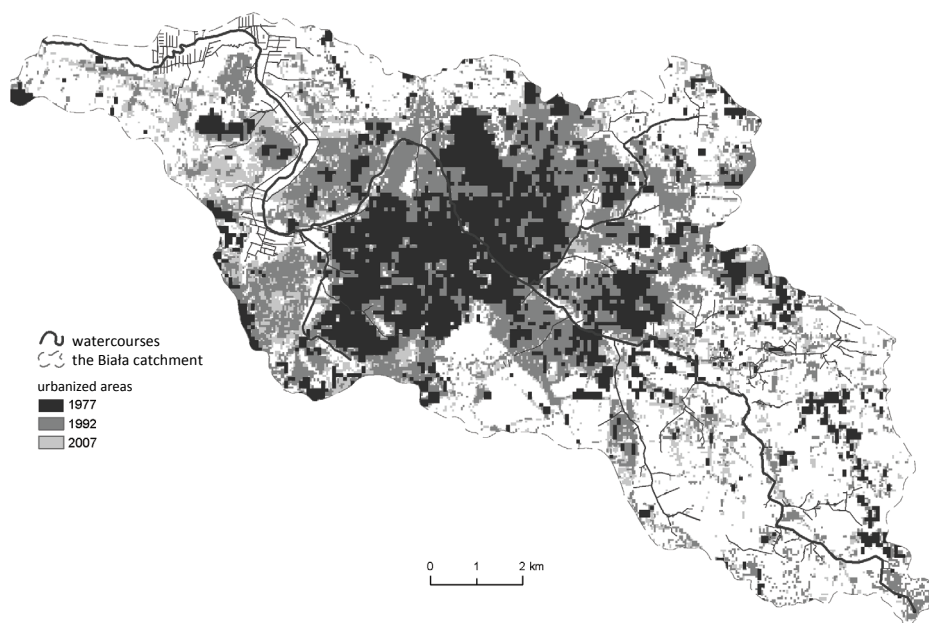 watercourses
the Biała catchment
urbanized areas
1977
1992
2007
0 1 2 km